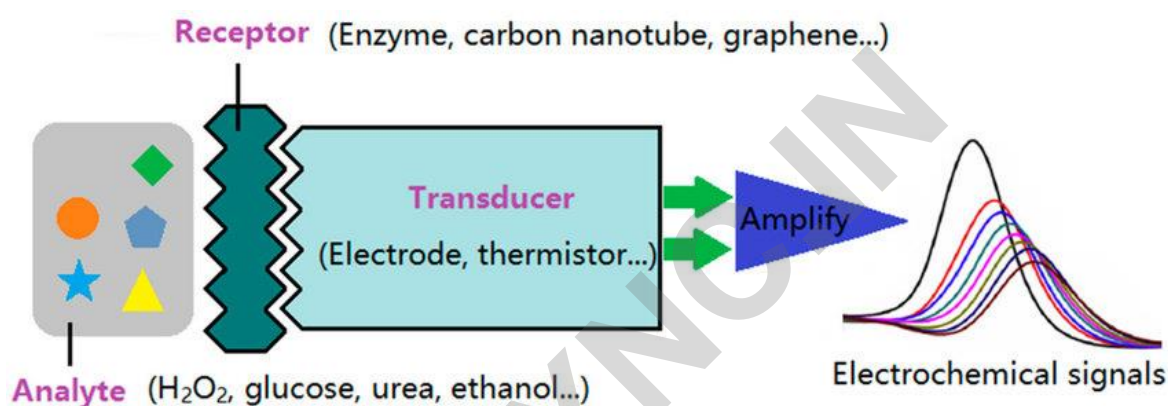 Receptor (Enzyme, carbon nanotube, graphene...)
Transducer
(Electrode, thermistor...)
Amplify
Electrochemical signals
Analyte (H₂O₂, glucose, urea, ethanol...)